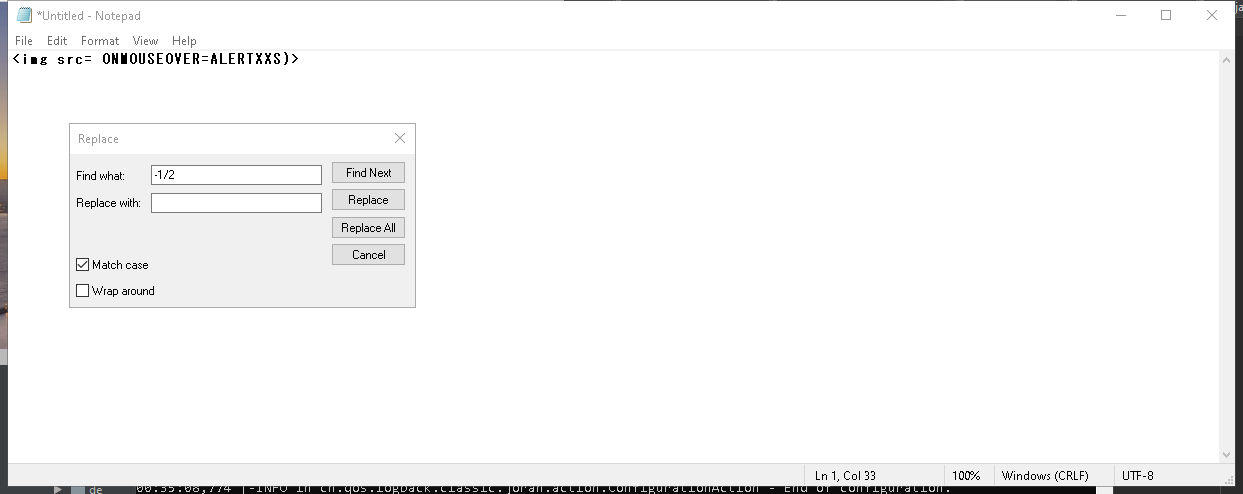 *Untitled - Notepad
File Edit Format View Help
<img src= ONMOUSEOVER=ALERTXXS)>
Replace
Find what: -1/2 Find Next
Replace with: Replace
Replace All
Cancel
Match case
Wrap around
Ln 1, Col 33 100% Windows (CRLF) UTF-8
de 00:35:08,774 |-INFO in ch.qos.logback.classic.joran.action.ConfigurationAction - End of configuration.